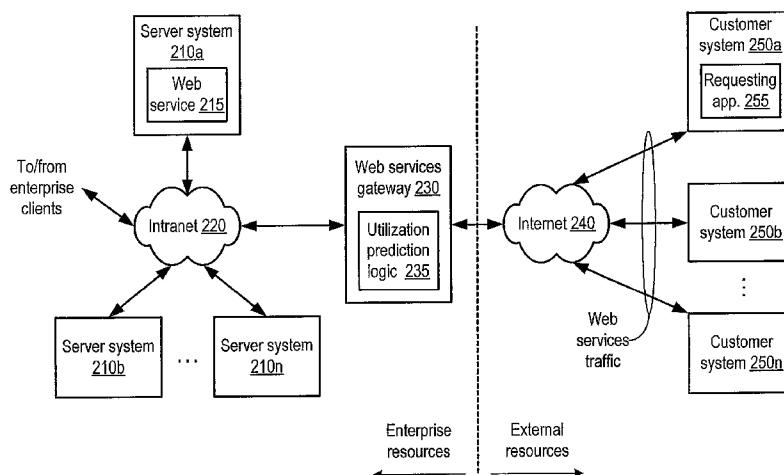 Server system
210a
Web
service 215
To/from
enterprise
clients
Intranet 220
Server system
210b
...
Server system
210n
Web services
gateway 230
Utilization
prediction
logic 235
Internet 240
Customer
system 250a
Requesting
app. 255
Customer
system 250b
...
Customer
system 250n
Web
services
traffic
Enterprise
resources
External
resources